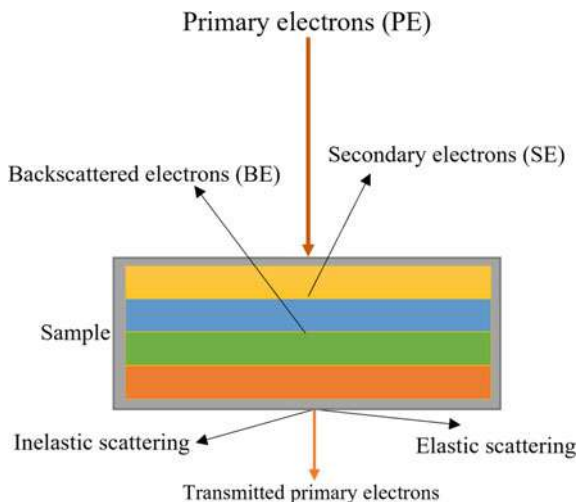 Primary electrons (PE)
Secondary electrons (SE)
Backscattered electrons (BE)
Sample
Inelastic scattering
Elastic scattering
Transmitted primary electrons